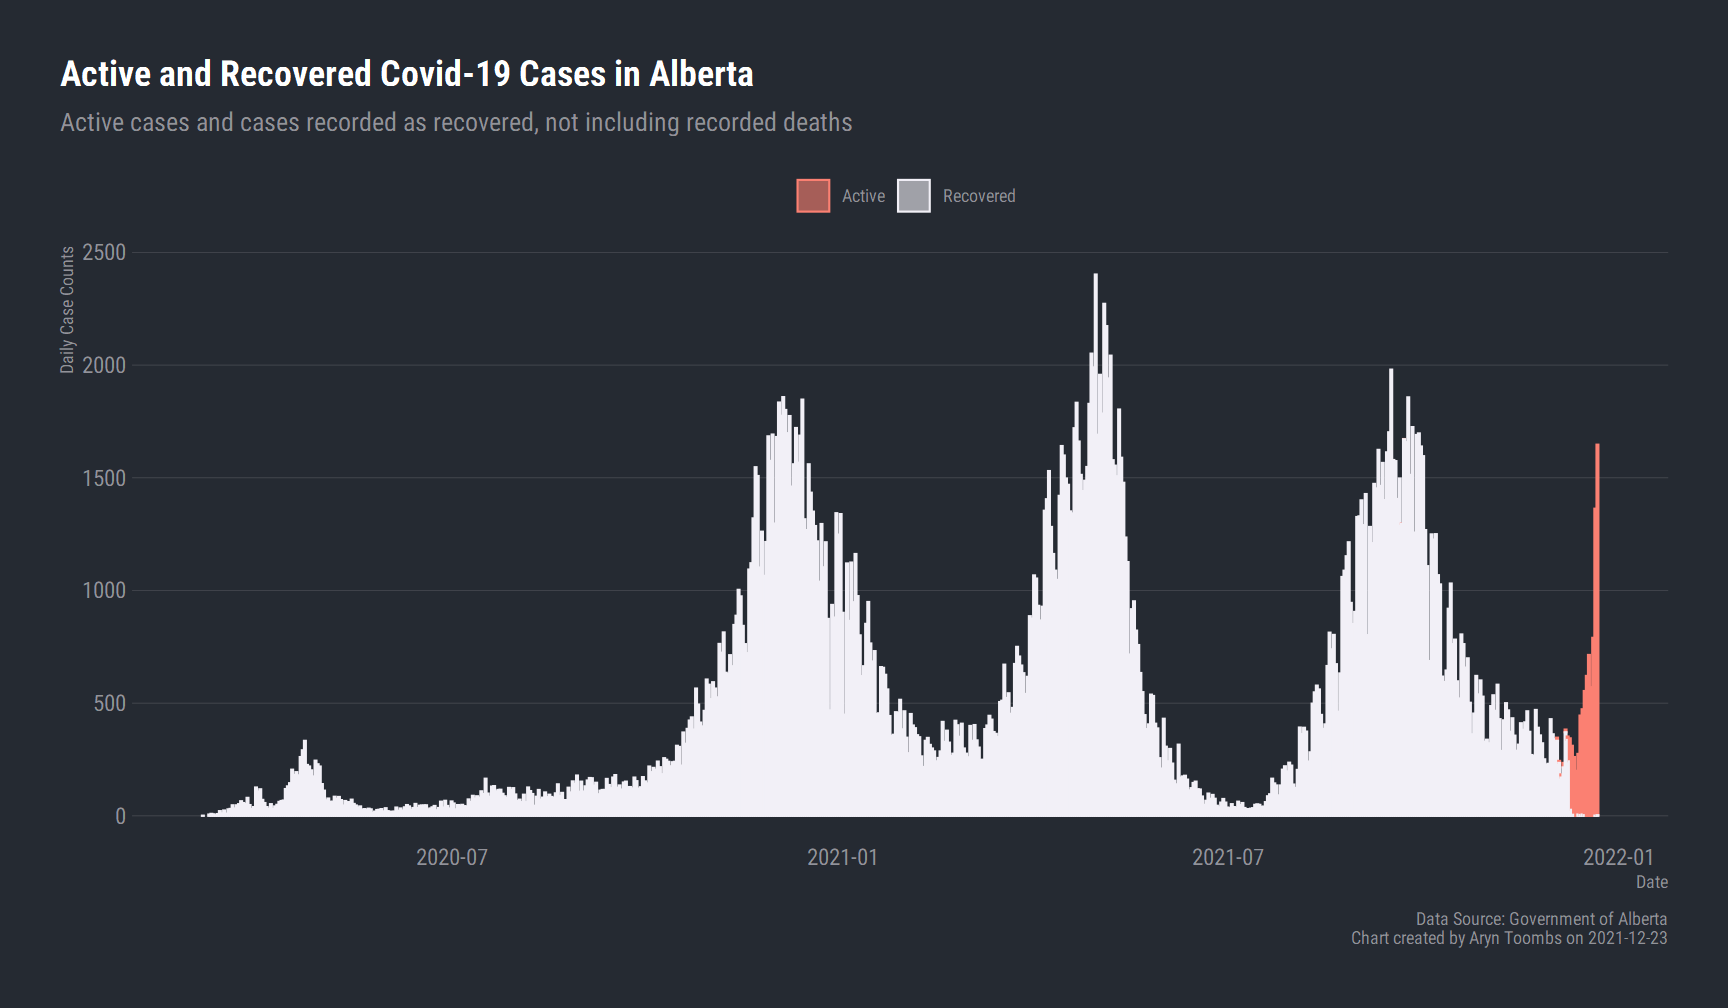 Active and Recovered Covid-19 Cases in Alberta
Active cases and cases recorded as recovered, not including recorded deaths
Active
Recovered
Daily Case Counts
2500
2000
1500
1000
500
0
2020-07
2021-01
2021-07
2022-01
Date
Data Source: Government of Alberta
Chart created by Aryn Toombs on 2021-12-23